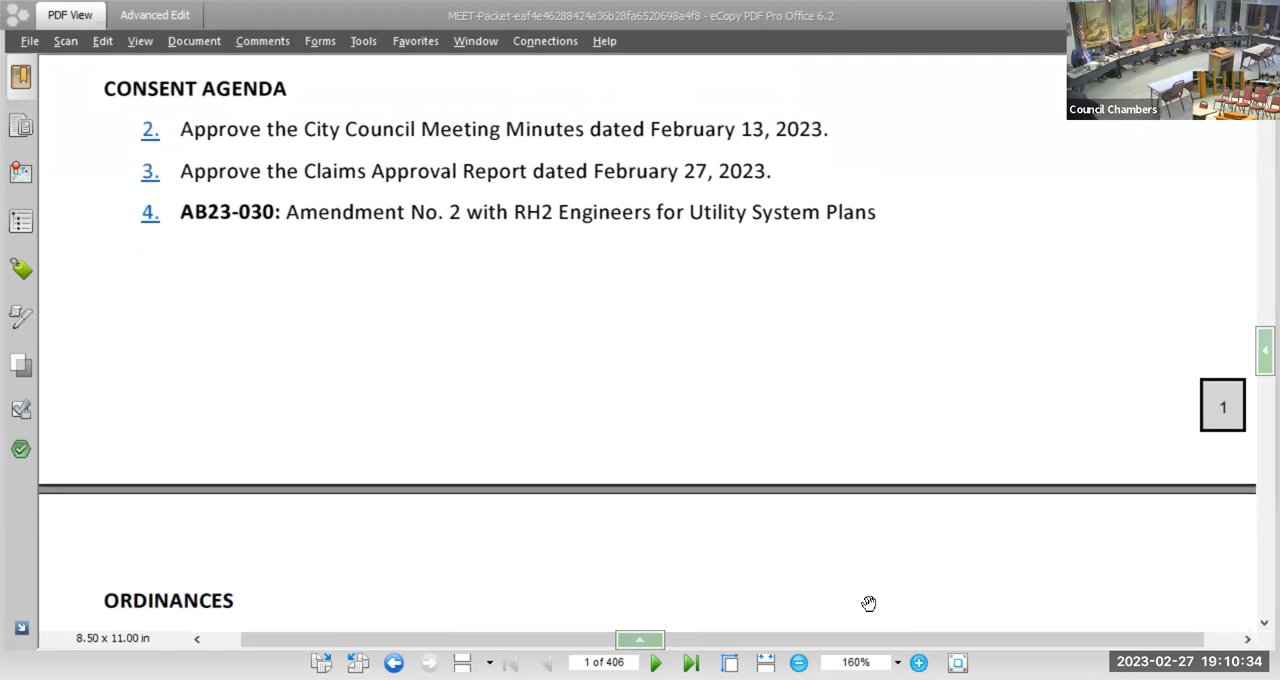 PDF View
Advanced Edit
MEET-Packet-eaf4e46288424a36b28fa6520698a4f8 - eCopy PDF Pro Office 6.2
File Scan Edit View Document Comments Forms Tools Favorites Window Connections Help
Council Chambers
CONSENT AGENDA
2. Approve the City Council Meeting Minutes dated February 13, 2023.
3. Approve the Claims Approval Report dated February 27, 2023.
4. AB23-030: Amendment No. 2 with RH2 Engineers for Utility System Plans
1
ORDINANCES
8.50 x 11.00 in
1 of 406
160%
2023-02-27 19:10:34